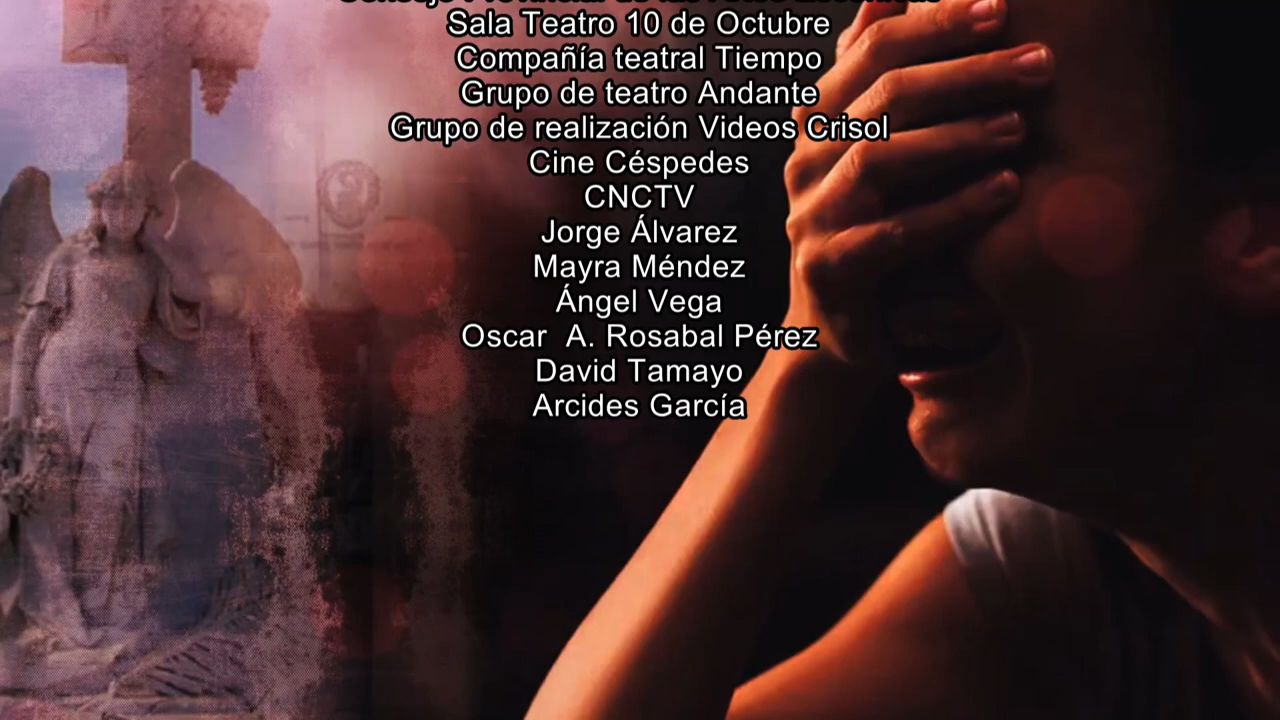 Sala Teatro 10 de Octubre
Compañía teatral Tiempo
Grupo de teatro Andante
Grupo de realización Videos Crisol
Cine Céspedes
CNCTV
Jorge Álvarez
Mayra Méndez
Ángel Vega
Oscar  A. Rosabal Pérez
David Tamayo
Arcides García